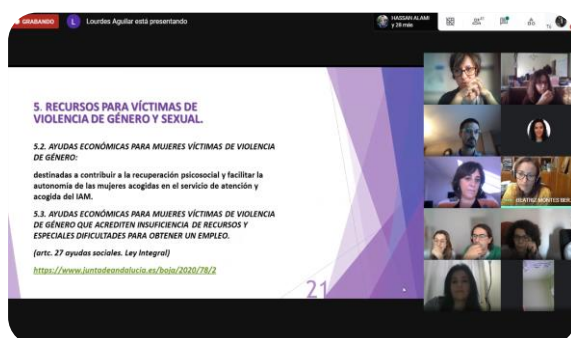 GRABANDO
L
Lourdes Aguilar está presentando
HASSAN ALAMI
y 28 más
5. RECURSOS PARA VÍCTIMAS DE
VIOLENCIA DE GÉNERO Y SEXUAL.
5.2. AYUDAS ECONÓMICAS PARA MUJERES VÍCTIMAS DE VIOLENCIA
DE GÉNERO:
destinadas a contribuir a la recuperación psicosocial y facilitar la
autonomía de las mujeres acogidas en el servicio de atención y
acogida del IAM.
5.3. AYUDAS ECONÓMICAS PARA MUJERES VÍCTIMAS DE VIOLENCIA
DE GÉNERO QUE ACREDITEN INSUFICIENCIA DE RECURSOS Y
ESPECIALES DIFICULTADES PARA OBTENER UN EMPLEO.
(artc. 27 ayudas sociales. Ley Integral)
https://www.juntadeandalucia.es/boja/2020/78/2
21
BEATRIZ MONTES BER